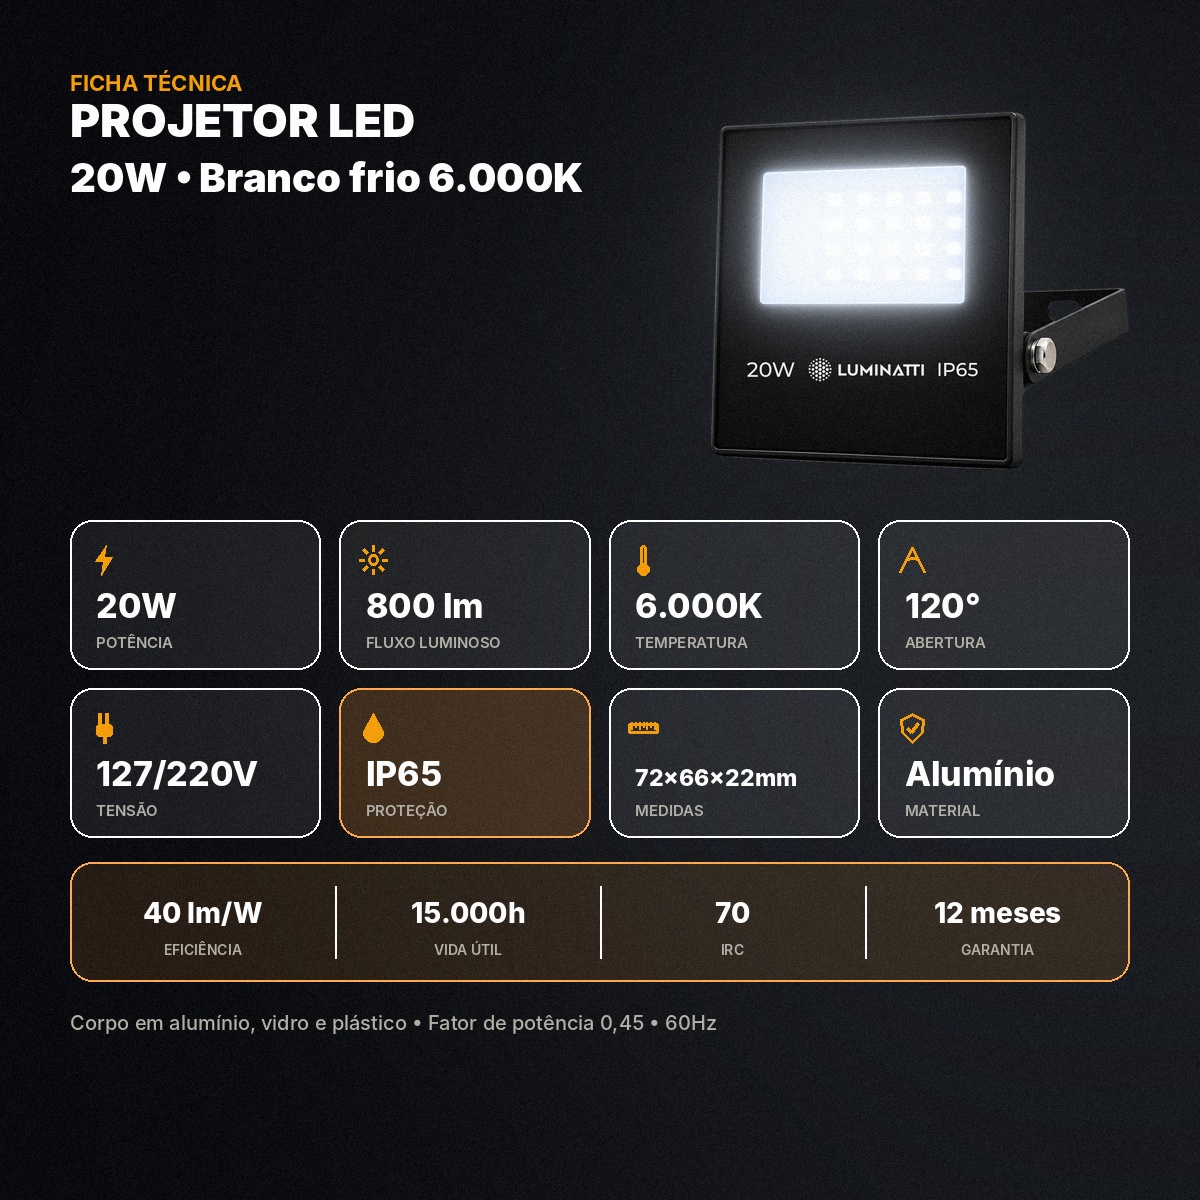 FICHA TÉCNICA
PROJETOR LED
20W • Branco frio 6.000K
20W LUMINATTI IP65
20W
POTÊNCIA
800 lm
FLUXO LUMINOSO
6.000K
TEMPERATURA
120°
ABERTURA
127/220V
TENSÃO
IP65
PROTEÇÃO
72×66×22mm
MEDIDAS
Alumínio
MATERIAL
40 lm/W
EFICIÊNCIA
15.000h
VIDA ÚTIL
70
IRC
12 meses
GARANTIA
Corpo em alumínio, vidro e plástico • Fator de potência 0,45 • 60Hz